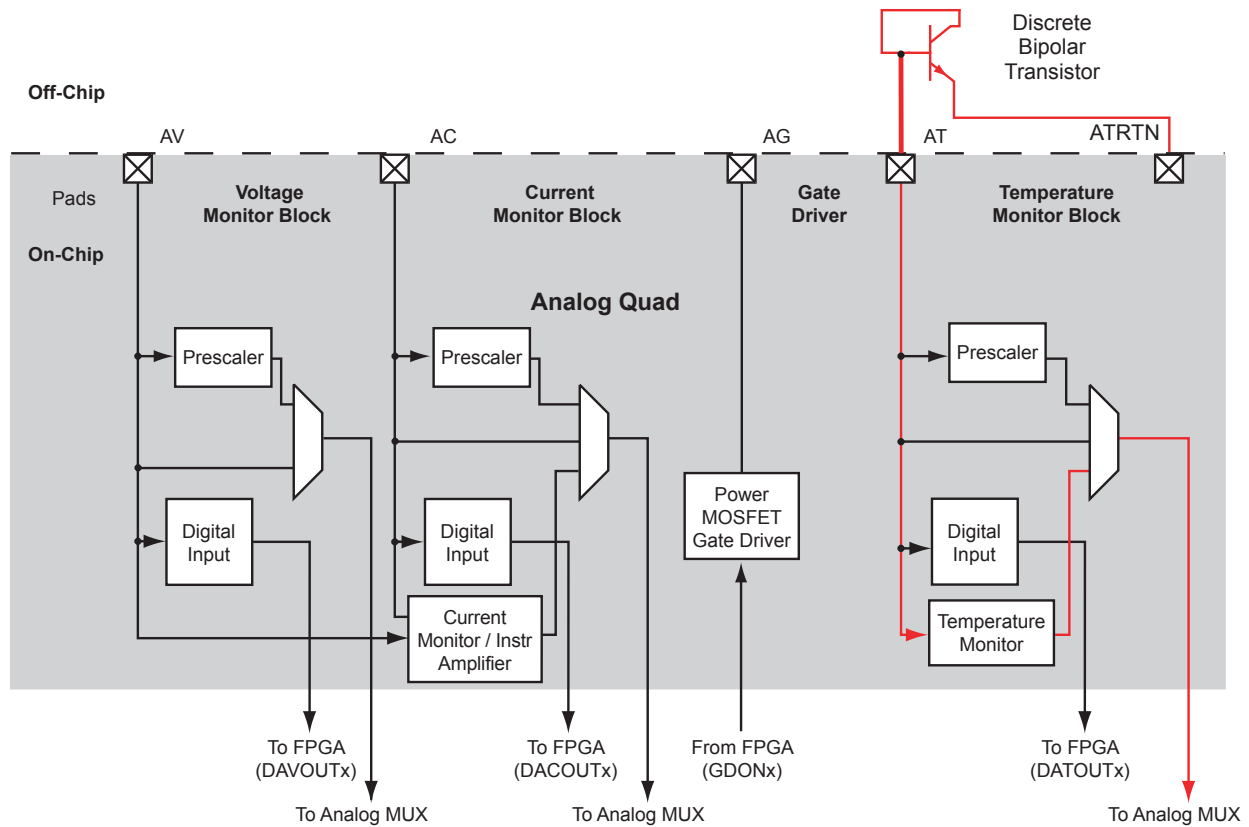 Discrete
Bipolar
Transistor
Off-Chip
AV
AC
AG
AT
ATRTN
Pads
Voltage
Monitor Block
Current
Monitor Block
Gate
Driver
Temperature
Monitor Block
On-Chip
Analog Quad
Prescaler
Prescaler
Prescaler
Digital
Input
Digital
Input
Power
MOSFET
Gate Driver
Digital
Input
Current
Monitor / Instr
Amplifier
Temperature
Monitor
To FPGA
(DAVOUTx)
To FPGA
(DACOUTx)
From FPGA
(GDONx)
To FPGA
(DATOUTx)
To Analog MUX
To Analog MUX
To Analog MUX